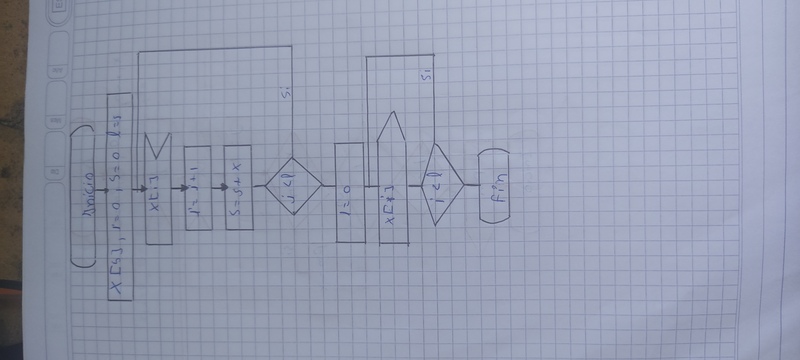 Inicio
X[5], i=0, S=0 l=5
X[i]
i=i+1
S=S+X
i<l
Si
i=0
X[i]
i<l
Si
Fin